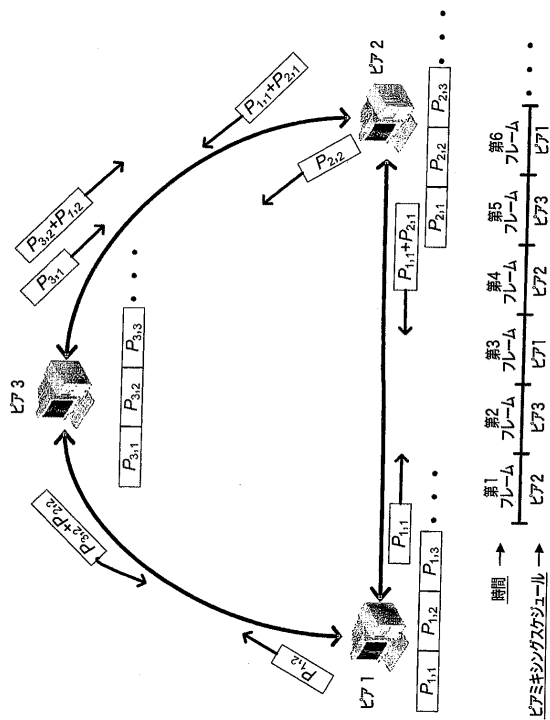 ピア3
P3,1 P3,2 P3,3 • • •
P3,1
P3,2+P1,2
P1,1+P2,1
P2,2
ピア2
P2,1 P2,2 P2,3 • • •
P1,1+P2,1
P3,2+P2,2
P1,2
P1,1
ピア1
P1,1 P1,2 P1,3 • • •
時間
第1フレーム 第2フレーム 第3フレーム 第4フレーム 第5フレーム 第6フレーム • • •
ピアミキシングスケジュール
ピア2 ピア3 ピア1 ピア2 ピア3 ピア1